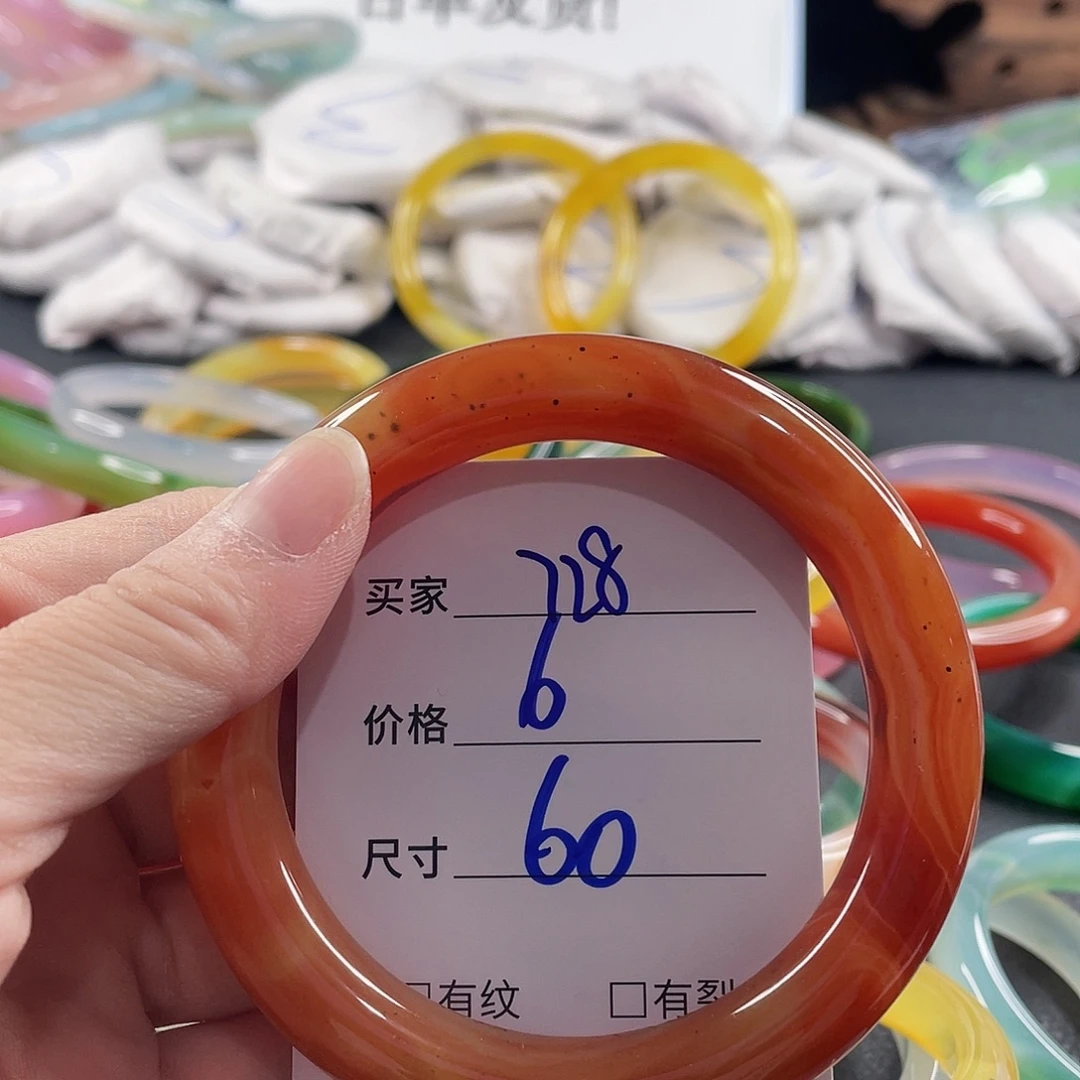 买家 728
价格 6
尺寸 60
□有纹 □有裂